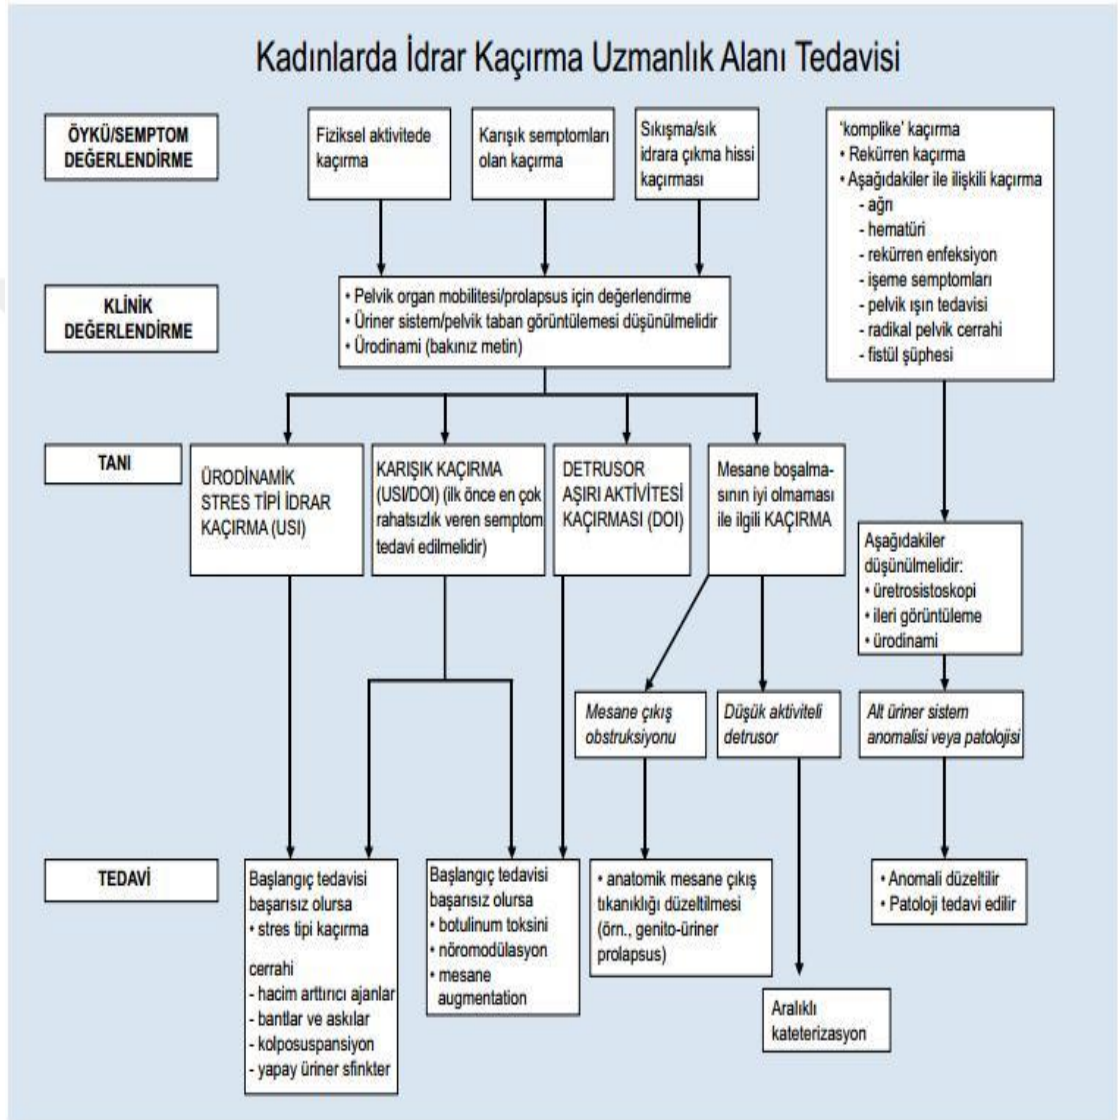 Kadınlarda İdrar Kaçırma Uzmanlık Alanı Tedavisi
ÖYKÜ/SEMPTOM
DEĞERLENDİRME
Fiziksel aktivitede
kaçırma
Karışık semptomları
olan kaçırma
Sıkışma/sık
idrara çıkma hissi
kaçırması
'komplike' kaçırma
• Rekürren kaçırma
• Aşağıdakiler ile ilişkili kaçırma
- ağrı
- hematüri
- rekürren enfeksiyon
- işeme semptomları
- pelvik ışın tedavisi
- radikal pelvik cerrahi
- fistül şüphesi
KLİNİK
DEĞERLENDİRME
• Pelvik organ mobilitesi/prolapsus için değerlendirme
• Üriner sistem/pelvik taban görüntülemesi düşünülmelidir
• Ürodinami (bakınız metin)
TANI
ÜRODİNAMİK
STRES TİPİ İDRAR
KAÇIRMA (USI)
KARIŞIK KAÇIRMA
(USI/DOI) (ilk önce en çok
rahatsızlık veren semptom
tedavi edilmelidir)
DETRUSOR
AŞIRI AKTİVİTESİ
KAÇIRMASI (DOI)
Mesane boşalma-
sının iyi olmaması
ile ilgili KAÇIRMA
Aşağıdakiler
düşünülmelidir:
• üretrosistoskopi
• ileri görüntüleme
• ürodinami
Mesane çıkış
obstruksiyonu
Düşük aktiviteli
detrusor
Alt üriner sistem
anomalisi veya patolojisi
TEDAVİ
Başlangıç tedavisi
başarısız olursa
• stres tipi kaçırma
cerrahi
- hacim arttırıcı ajanlar
- bantlar ve askılar
- kolposuspansiyon
- yapay üriner sfinkter
Başlangıç tedavisi
başarısız olursa
• botulinum toksini
• nöromodülasyon
• mesane
augmentation
• anatomik mesane çıkış
tıkanıklığı düzeltilmesi
(örn., genito-üriner
prolapsus)
Aralıklı
kateterizasyon
• Anomali düzeltilir
• Patoloji tedavi edilir